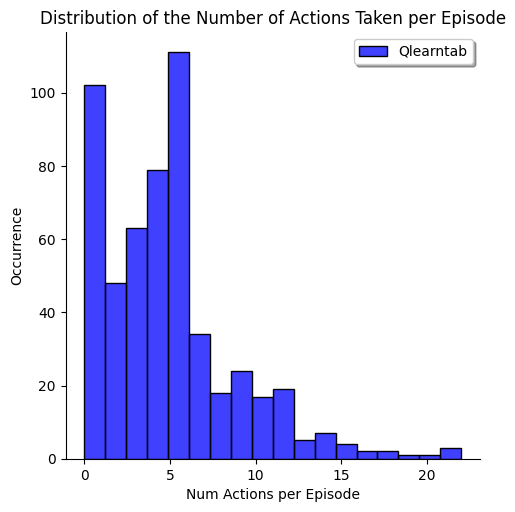 Distribution of the Number of Actions Taken per Episode
Qlearntab
Occurrence
100
80
60
40
20
0
0 5 10 15 20
Num Actions per Episode